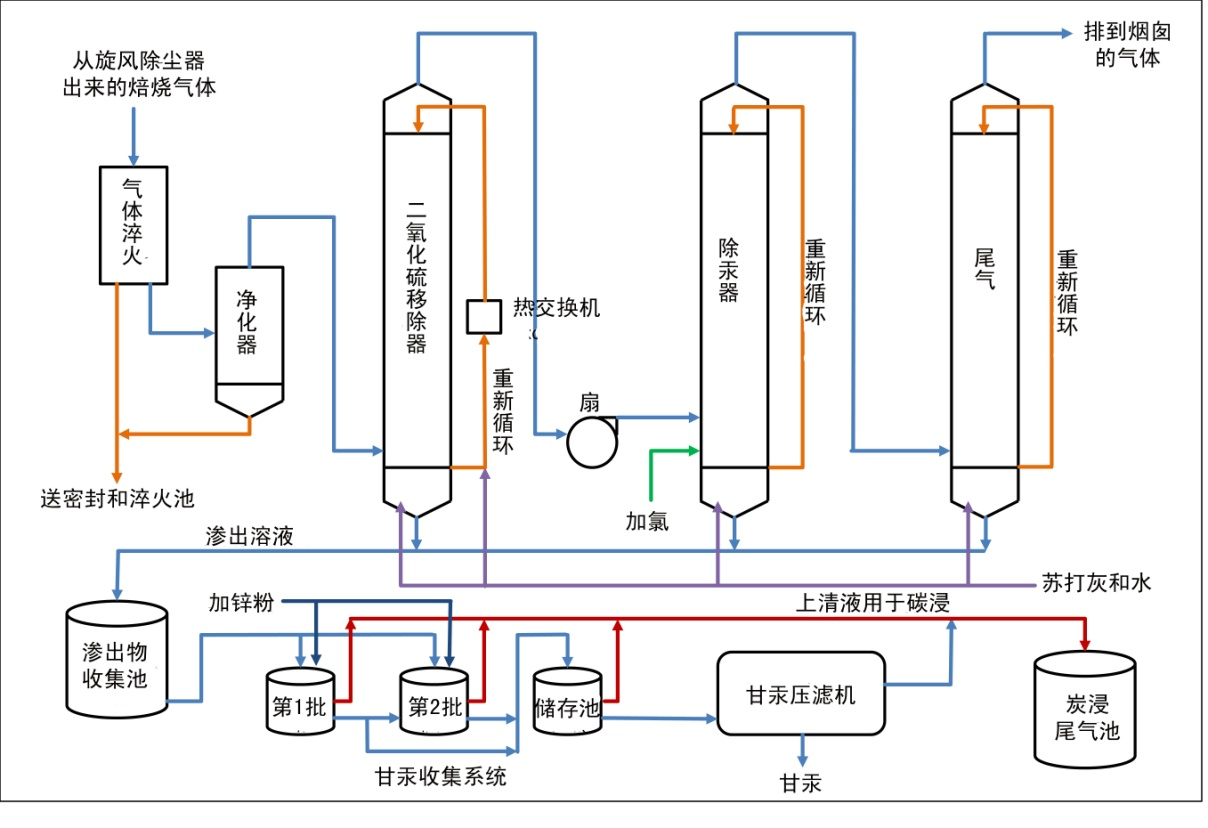 从旋风除尘器
出来的焙烧气体
排到烟囱
的气体
气体淬火
净化器
二氧化硫移除器
热交换机
重新循环
扇
除汞器
重新循环
尾气
重新循环
送密封和淬火池
加氯
渗出溶液
苏打灰和水
加锌粉
上清液用于碳浸
渗出物
收集池
第1批
第2批
储存池
甘汞压滤机
炭浸
尾气池
甘汞收集系统
甘汞